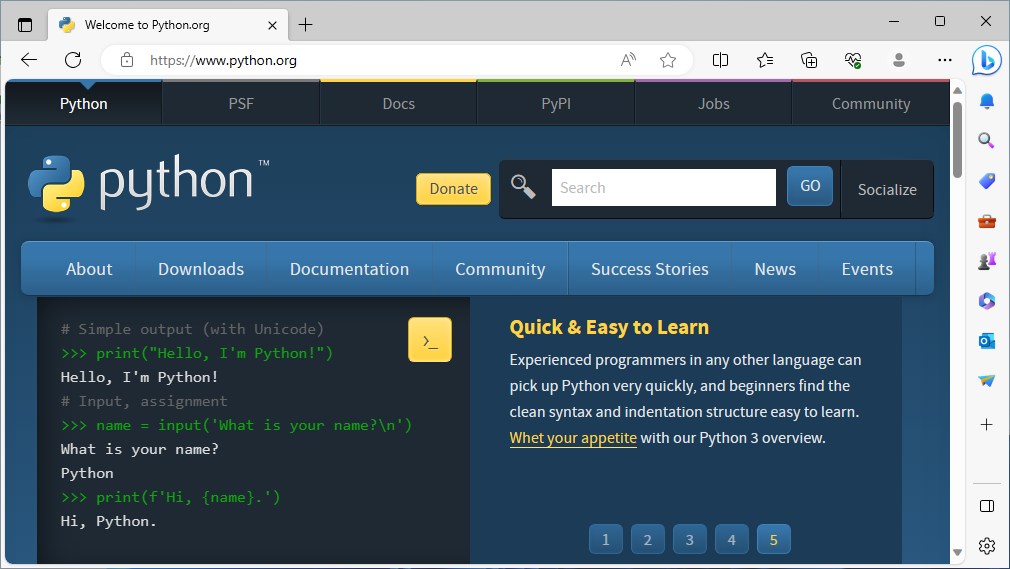 Welcome to Python.org
https://www.python.org
Python PSF Docs PyPI Jobs Community
python™
Donate
Search
GO
Socialize
About Downloads Documentation Community Success Stories News Events
# Simple output (with Unicode)
>>> print("Hello, I'm Python!")
Hello, I'm Python!
# Input, assignment
>>> name = input('What is your name?\n')
What is your name?
Python
>>> print(f'Hi, {name}.')
Hi, Python.
>_
Quick & Easy to Learn
Experienced programmers in any other language can
pick up Python very quickly, and beginners find the
clean syntax and indentation structure easy to learn.
Whet your appetite with our Python 3 overview.
1 2 3 4 5